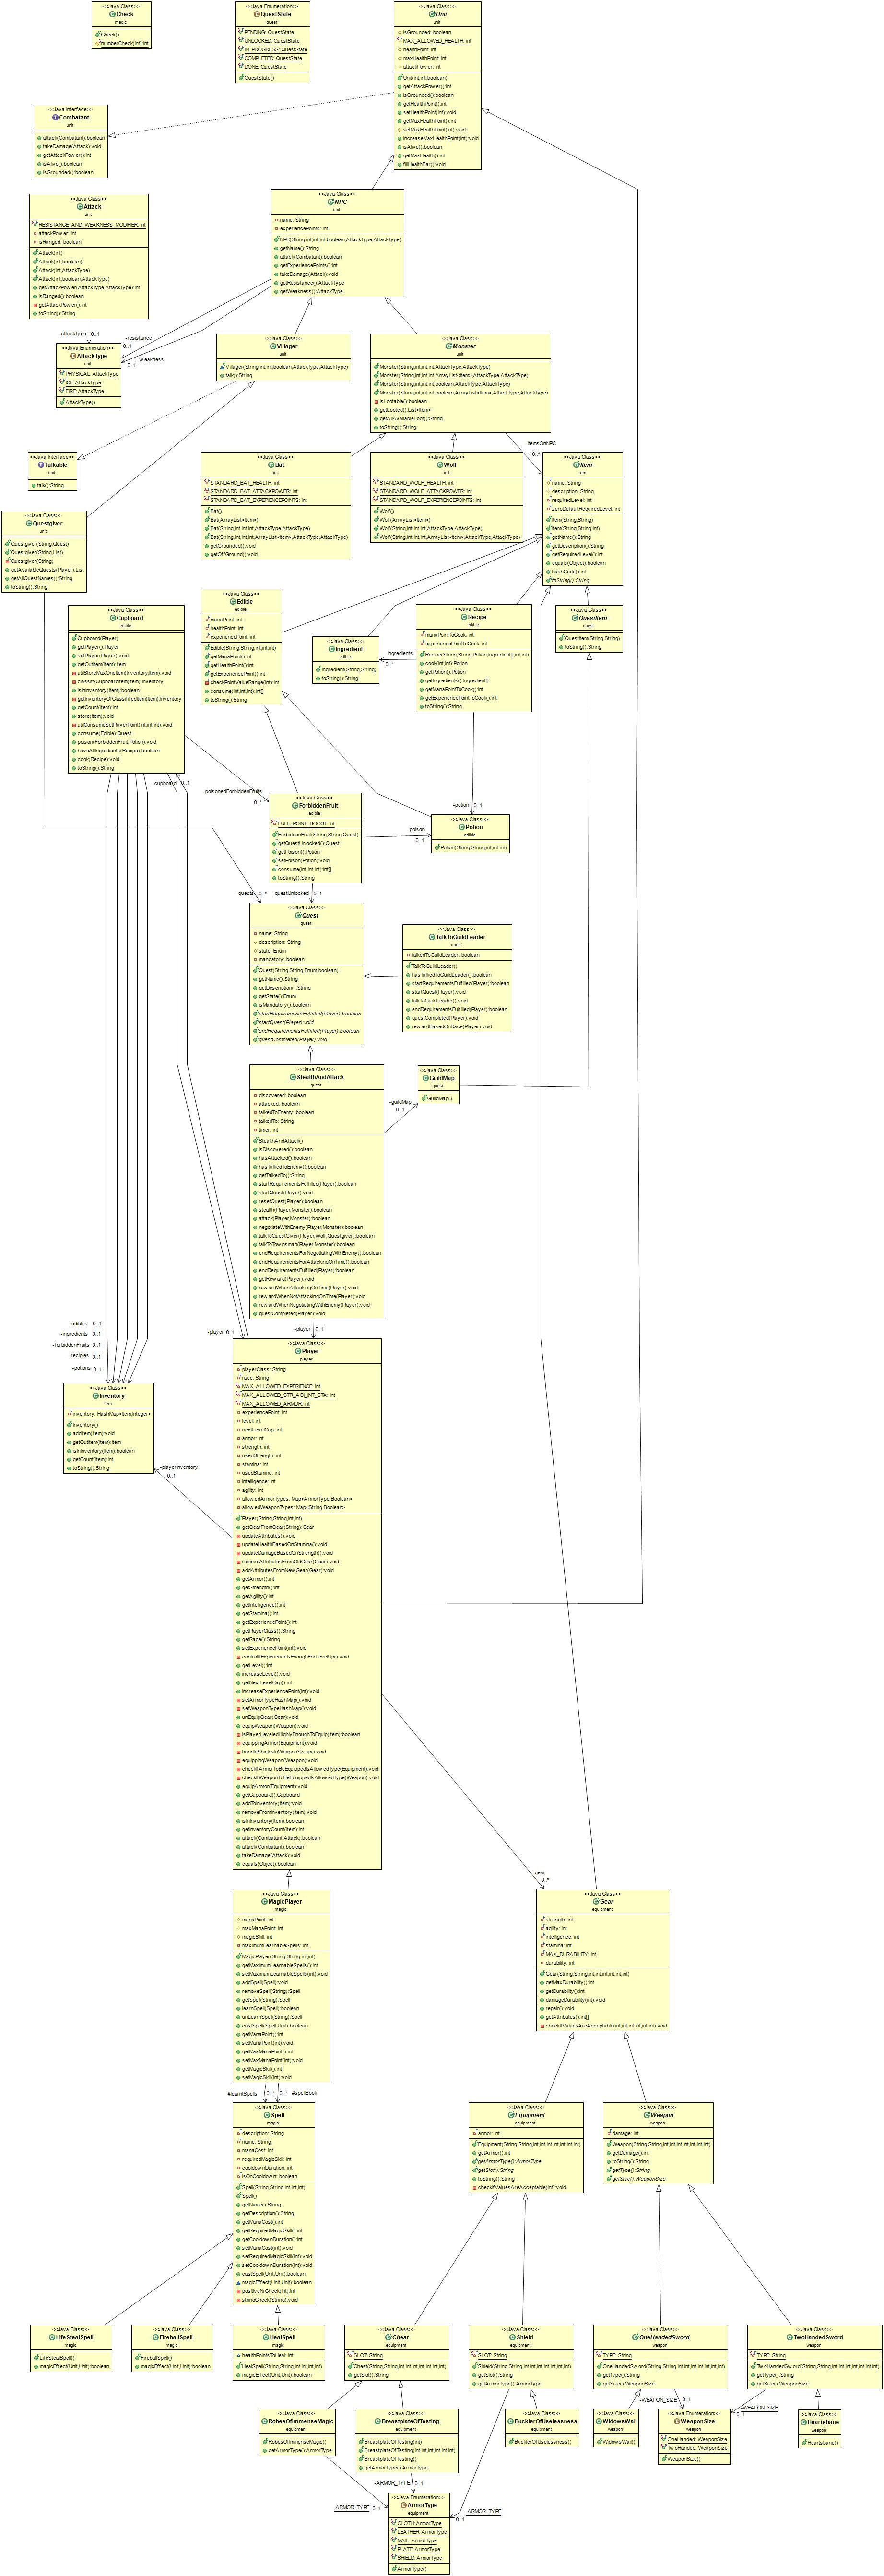 <<Java Class>>
Check
magic
Check()
numberCheck(int):int
<<Java Enumeration>>
QuestState
quest
PENDING: QuestState
UNLOCKED: QuestState
IN_PROGRESS: QuestState
COMPLETED: QuestState
DONE: QuestState
QuestState()
<<Java Class>>
Unit
unit
isGrounded: boolean
MAX_ALLOWED_HEALTH: int
healthPoint: int
maxHealthPoint: int
attackPower: int
Unit(int,int,boolean)
getAttackPower():int
isGrounded():boolean
getHealthPoint():int
setHealthPoint(int):void
getMaxHealthPoint():int
setMaxHealthPoint(int):void
increaseMaxHealthPoint(int):void
isAlive():boolean
getMaxHealth():int
fillHealthBar():void
<<Java Interface>>
Combatant
unit
attack(Combatant):boolean
takeDamage(Attack):void
getAttackPower():int
isAlive():boolean
isGrounded():boolean
<<Java Class>>
Attack
unit
RESISTANCE_AND_WEAKNESS_MODIFIER: int
attackPower: int
isRanged: boolean
Attack(int)
Attack(int,boolean)
Attack(int,AttackType)
Attack(int,boolean,AttackType)
getAttackPower(AttackType,AttackType):int
isRanged():boolean
getAttackPower():int
toString():String
<<Java Class>>
NPC
unit
name: String
experiencePoints: int
NPC(String,int,int,int,boolean,AttackType,AttackType)
getName():String
attack(Combatant):boolean
getExperiencePoints():int
takeDamage(Attack):void
getResistance():AttackType
getWeakness():AttackType
-attackType 0..1
-resistance
0..1
-weakness
0..1
<<Java Enumeration>>
AttackType
unit
PHYSICAL: AttackType
ICE: AttackType
FIRE: AttackType
AttackType()
<<Java Class>>
Villager
unit
Villager(String,int,int,boolean,AttackType,AttackType)
talk():String
<<Java Class>>
Monster
unit
Monster(String,int,int,int,AttackType,AttackType)
Monster(String,int,int,int,ArrayList<Item>,AttackType,AttackType)
Monster(String,int,int,int,boolean,AttackType,AttackType)
Monster(String,int,int,int,boolean,ArrayList<Item>,AttackType,AttackType)
isLootable():boolean
getLooted():List<Item>
getAllAvailableLoot():String
toString():String
-itemsOnNPC
0..*
<<Java Interface>>
Talkable
unit
talk():String
<<Java Class>>
Bat
unit
STANDARD_BAT_HEALTH: int
STANDARD_BAT_ATTACKPOWER: int
STANDARD_BAT_EXPERIENCEPOINTS: int
Bat()
Bat(ArrayList<Item>)
Bat(String,int,int,int,AttackType,AttackType)
Bat(String,int,int,int,ArrayList<Item>,AttackType,AttackType)
getGrounded():void
getOffGround():void
<<Java Class>>
Wolf
unit
STANDARD_WOLF_HEALTH: int
STANDARD_WOLF_ATTACKPOWER: int
STANDARD_WOLF_EXPERIENCEPOINTS: int
Wolf()
Wolf(ArrayList<Item>)
Wolf(String,int,int,int,AttackType,AttackType)
Wolf(String,int,int,int,ArrayList<Item>,AttackType,AttackType)
<<Java Class>>
Item
item
name: String
description: String
requiredLevel: int
zeroDefaultRequiredLevel: int
Item(String,String)
Item(String,String,int)
getName():String
getDescription():String
getRequiredLevel():int
equals(Object):boolean
hashCode():int
toString():String
<<Java Class>>
Questgiver
unit
Questgiver(String,Quest)
Questgiver(String,List)
Questgiver(String)
getAvailableQuests(Player):List
getAllQuestNames():String
toString():String
<<Java Class>>
Cupboard
edible
Cupboard(Player)
getPlayer():Player
setPlayer(Player):void
getOutItem(Item):Item
utilStoreMaxOneItem(Inventory,Item):void
classifyCupboardItem(Item):Inventory
isInInventory(Item):boolean
getInventoryOfClassififedItem(Item):Inventory
getCount(Item):int
store(Item):void
utilConsumeSetPlayerPoint(int,int,int):void
consume(Edible):Quest
poison(ForbiddenFruit,Potion):void
haveAllIngredients(Recipe):boolean
cook(Recipe):void
toString():String
<<Java Class>>
Edible
edible
manaPoint: int
healthPoint: int
experiencePoint: int
Edible(String,String,int,int,int)
getManaPoint():int
getHealthPoint():int
getExperiencePoint():int
checkPointValueRange(int):int
consume(int,int,int):int[]
toString():String
<<Java Class>>
Ingredient
edible
Ingredient(String,String)
toString():String
-ingredients
0..*
<<Java Class>>
Recipe
edible
manaPointToCook: int
experiencePointToCook: int
Recipe(String,String,Potion,Ingredient[],int,int)
cook(int,int):Potion
getPotion():Potion
getIngredients():Ingredient[]
getManaPointToCook():int
getExperiencePointToCook():int
toString():String
<<Java Class>>
QuestItem
quest
QuestItem(String,String)
toString():String
-cupboard 0..1
-poisonedForbiddenFruits
0..*
<<Java Class>>
ForbiddenFruit
edible
FULL_POINT_BOOST: int
ForbiddenFruit(String,String,Quest)
getQuestUnlocked():Quest
getPoison():Potion
setPoison(Potion):void
consume(int,int,int):int[]
toString():String
-poison
0..1
-potion 0..1
<<Java Class>>
Potion
edible
Potion(String,String,int,int,int)
-quests 0..*
-questUnlocked 0..1
<<Java Class>>
Quest
quest
name: String
description: String
state: Enum
mandatory: boolean
Quest(String,String,Enum,boolean)
getName():String
getDescription():String
getState():Enum
isMandatory():boolean
startRequirementsFulfilled(Player):boolean
startQuest(Player):void
endRequirementsFulfilled(Player):boolean
questCompleted(Player):void
<<Java Class>>
TalkToGuildLeader
quest
talkedToGuildLeader: boolean
TalkToGuildLeader()
hasTalkedToGuildLeader():boolean
startRequirementsFulfilled(Player):boolean
startQuest(Player):void
talkToGuildLeader():void
endRequirementsFulfilled(Player):boolean
questCompleted(Player):void
rewardBasedOnRace(Player):void
<<Java Class>>
StealthAndAttack
quest
discovered: boolean
attacked: boolean
talkedToEnemy: boolean
talkedTo: String
timer: int
StealthAndAttack()
isDiscovered():boolean
hasAttacked():boolean
hasTalkedToEnemy():boolean
getTalkedTo():String
startRequirementsFulfilled(Player):boolean
startQuest(Player):void
resetQuest(Player):boolean
stealth(Player,Monster):boolean
attack(Player,Monster):boolean
negotiateWithEnemy(Player,Monster):boolean
talkToQuestGiver(Player,Wolf,Questgiver):boolean
talkToTownsman(Player,Monster):boolean
endRequirementsForNegotiatingWithEnemy():boolean
endRequirementsForAttackingOnTime():boolean
endRequirementsFulfilled(Player):boolean
getReward(Player):void
rewardWhenAttackingOnTime(Player):void
rewardWhenNotAttackingOnTime(Player):void
rewardWhenNegotiatingWithEnemy(Player):void
questCompleted(Player):void
-guildMap
0..1
<<Java Class>>
GuildMap
quest
GuildMap()
-edibles 0..1
-ingredients 0..1
-forbiddenFruits 0..1
-recipies 0..1
-potions 0..1
-player 0..1
-player 0..1
<<Java Class>>
Inventory
item
inventory: HashMap<Item,Integer>
Inventory()
addItem(Item):void
getOutItem(Item):Item
isInInventory(Item):boolean
getCount(Item):int
toString():String
-playerInventory
0..1
<<Java Class>>
Player
player
playerClass: String
race: String
MAX_ALLOWED_EXPERIENCE: int
MAX_ALLOWED_STR_AGI_INT_STA: int
MAX_ALLOWED_ARMOR: int
experiencePoint: int
level: int
nextLevelCap: int
armor: int
strength: int
usedStrength: int
stamina: int
usedStamina: int
intelligence: int
agility: int
allowedArmorTypes: Map<ArmorType,Boolean>
allowedWeaponTypes: Map<String,Boolean>
Player(String,String,int,int)
getGearFromGear(String):Gear
updateAttributes():void
updateHealthBasedOnStamina():void
updateDamageBasedOnStrength():void
removeAttributesFromOldGear(Gear):void
addAttributesFromNewGear(Gear):void
getArmor():int
getStrength():int
getAgility():int
getIntelligence():int
getStamina():int
getExperiencePoint():int
getPlayerClass():String
getRace():String
setExperiencePoint(int):void
controlIfExperienceIsEnoughForLevelUp():void
getLevel():int
increaseLevel():void
getNextLevelCap():int
increaseExperiencePoint(int):void
setArmorTypeHashMap():void
setWeaponTypeHashMap():void
unEquipGear(Gear):void
equipWeapon(Weapon):void
isPlayerLeveledHighlyEnoughToEquip(Item):boolean
equippingArmor(Equipment):void
handleShieldsInWeaponSwap():void
equippingWeapon(Weapon):void
checkIfArmorToBeEquippedIsAllowedType(Equipment):void
checkIfWeaponToBeEquippedIsAllowedType(Weapon):void
equipArmor(Equipment):void
getCupboard():Cupboard
addToInventory(Item):void
removeFromInventory(Item):void
isInInventory(Item):boolean
getInventoryCount(Item):int
attack(Combatant,Attack):boolean
attack(Combatant):boolean
takeDamage(Attack):void
equals(Object):boolean
-gear
0..*
<<Java Class>>
MagicPlayer
magic
manaPoint: int
maxManaPoint: int
magicSkill: int
maximumLearnableSpells: int
MagicPlayer(String,String,int,int)
getMaximumLearnableSpells():int
setMaximumLearnableSpells(int):void
addSpell(Spell):void
removeSpell(String):Spell
getSpell(String):Spell
learnSpell(Spell):boolean
unLearnSpell(String):Spell
castSpell(Spell,Unit):boolean
getManaPoint():int
setManaPoint(int):void
getMaxManaPoint():int
setMaxManaPoint(int):void
getMagicSkill():int
setMagicSkill(int):void
<<Java Class>>
Gear
equipment
strength: int
agility: int
intelligence: int
stamina: int
MAX_DURABILITY: int
durability: int
Gear(String,String,int,int,int,int,int,int)
getMaxDurability():int
getDurability():int
damageDurability(int):void
repair():void
getAttributes():int[]
checkIfValuesAreAcceptable(int,int,int,int,int,int):void
#learntSpells 0..* 0..* #spellBook
<<Java Class>>
Spell
magic
description: String
name: String
manaCost: int
requiredMagicSkill: int
cooldownDuration: int
isOnCooldown: boolean
Spell(String,String,int,int,int)
Spell()
getName():String
getDescription():String
getManaCost():int
getRequiredMagicSkill():int
getCooldownDuration():int
setManaCost(int):void
setRequiredMagicSkill(int):void
setCooldownDuration(int):void
castSpell(Unit,Unit):boolean
magicEffect(Unit,Unit):boolean
positiveNrCheck(int):int
stringCheck(String):void
<<Java Class>>
Equipment
equipment
armor: int
Equipment(String,String,int,int,int,int,int,int,int)
getArmor():int
getArmorType():ArmorType
getSlot():String
toString():String
checkIfValuesAreAcceptable(int):void
<<Java Class>>
Weapon
weapon
damage: int
Weapon(String,String,int,int,int,int,int,int,int)
getDamage():int
toString():String
getType():String
getSize():WeaponSize
<<Java Class>>
LifeStealSpell
magic
LifeStealSpell()
magicEffect(Unit,Unit):boolean
<<Java Class>>
FireballSpell
magic
FireballSpell()
magicEffect(Unit,Unit):boolean
<<Java Class>>
HealSpell
magic
healthPointsToHeal: int
HealSpell(String,String,int,int,int,int)
magicEffect(Unit,Unit):boolean
<<Java Class>>
Chest
equipment
SLOT: String
Chest(String,String,int,int,int,int,int,int,int)
getSlot():String
<<Java Class>>
Shield
equipment
SLOT: String
Shield(String,String,int,int,int,int,int,int,int)
getSlot():String
getArmorType():ArmorType
<<Java Class>>
OneHandedSword
weapon
TYPE: String
OneHandedSword(String,String,int,int,int,int,int,int,int)
getType():String
getSize():WeaponSize
<<Java Class>>
TwoHandedSword
weapon
TYPE: String
TwoHandedSword(String,String,int,int,int,int,int,int,int)
getType():String
getSize():WeaponSize
-WEAPON_SIZE 0..1
-WEAPON_SIZE
0..1
<<Java Class>>
RobesOfImmenseMagic
equipment
RobesOfImmenseMagic()
getArmorType():ArmorType
<<Java Class>>
BreastplateOfTesting
equipment
BreastplateOfTesting(int)
BreastplateOfTesting(int,int,int,int,int,int,int)
BreastplateOfTesting()
getArmorType():ArmorType
<<Java Class>>
BucklerOfUselessness
equipment
BucklerOfUselessness()
<<Java Class>>
WidowsWail
weapon
WidowsWail()
<<Java Enumeration>>
WeaponSize
weapon
OneHanded: WeaponSize
TwoHanded: WeaponSize
WeaponSize()
<<Java Class>>
Heartsbane
weapon
Heartsbane()
-ARMOR_TYPE 0..1
-ARMOR_TYPE 0..1
-ARMOR_TYPE
0..1
<<Java Enumeration>>
ArmorType
equipment
CLOTH: ArmorType
LEATHER: ArmorType
MAIL: ArmorType
PLATE: ArmorType
SHIELD: ArmorType
ArmorType()